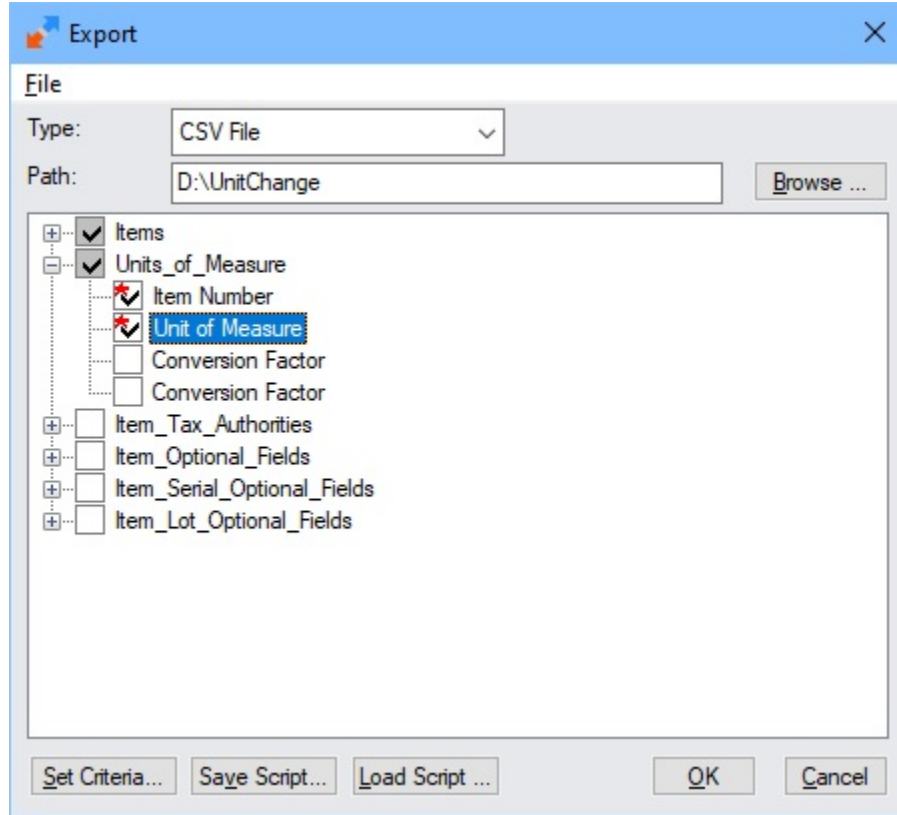 Export
File
Type: CSV File
Path: D:\UnitChange Browse ...
Items
Units_of_Measure
Item Number
Unit of Measure
Conversion Factor
Conversion Factor
Item_Tax_Authorities
Item_Optional_Fields
Item_Serial_Optional_Fields
Item_Lot_Optional_Fields
Set Criteria... Save Script... Load Script ... OK Cancel